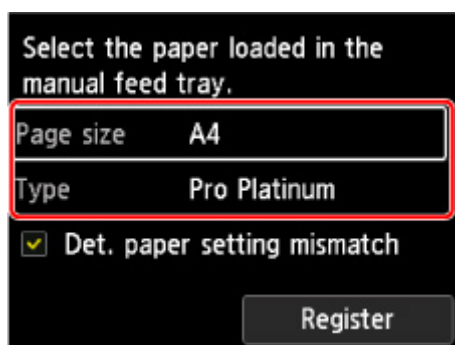 Select the paper loaded in the
manual feed tray.
Page size A4
Type Pro Platinum
Det. paper setting mismatch
Register